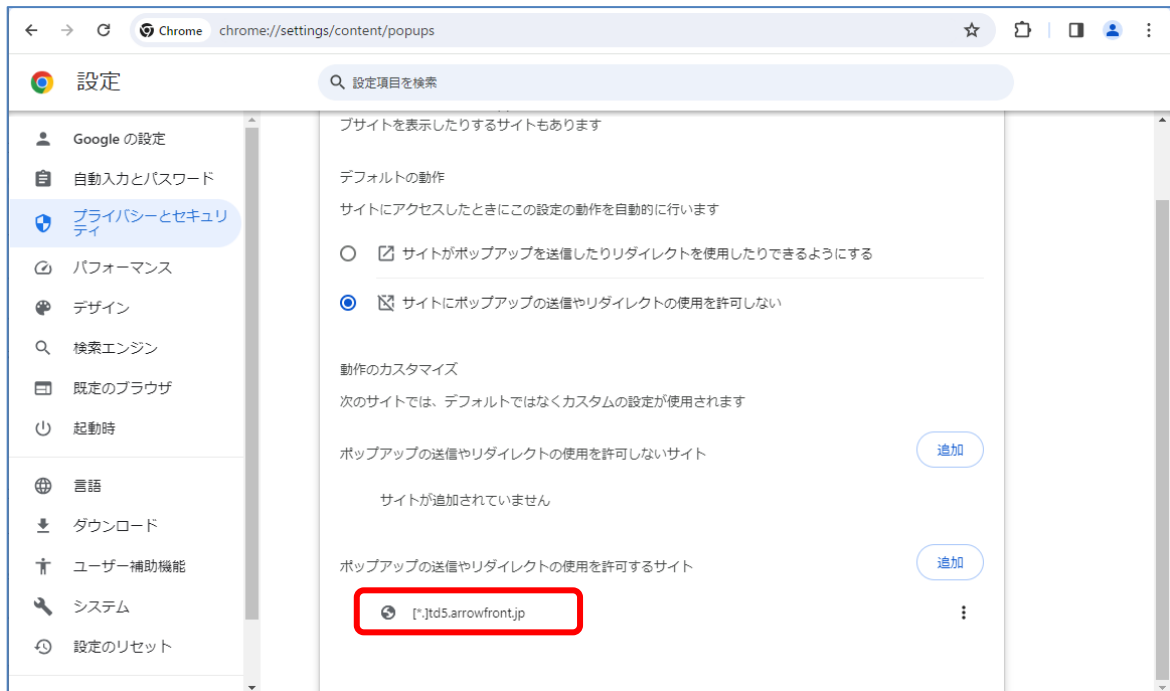 Chrome chrome://settings/content/popups
設定
設定項目を検索
Google の設定
自動入力とパスワード
プライバシーとセキュリ
ティ
パフォーマンス
デザイン
検索エンジン
既定のブラウザ
起動時
言語
ダウンロード
ユーザー補助機能
システム
設定のリセット
ブサイトを表示したりするサイトもあります
デフォルトの動作
サイトにアクセスしたときにこの設定の動作を自動的に行います
サイトがポップアップを送信したりリダイレクトを使用したりできるようにする
サイトにポップアップの送信やリダイレクトの使用を許可しない
動作のカスタマイズ
次のサイトでは、デフォルトではなくカスタムの設定が使用されます
ポップアップの送信やリダイレクトの使用を許可しないサイト
追加
サイトが追加されていません
ポップアップの送信やリダイレクトの使用を許可するサイト
追加
[*.]td5.arrowfront.jp